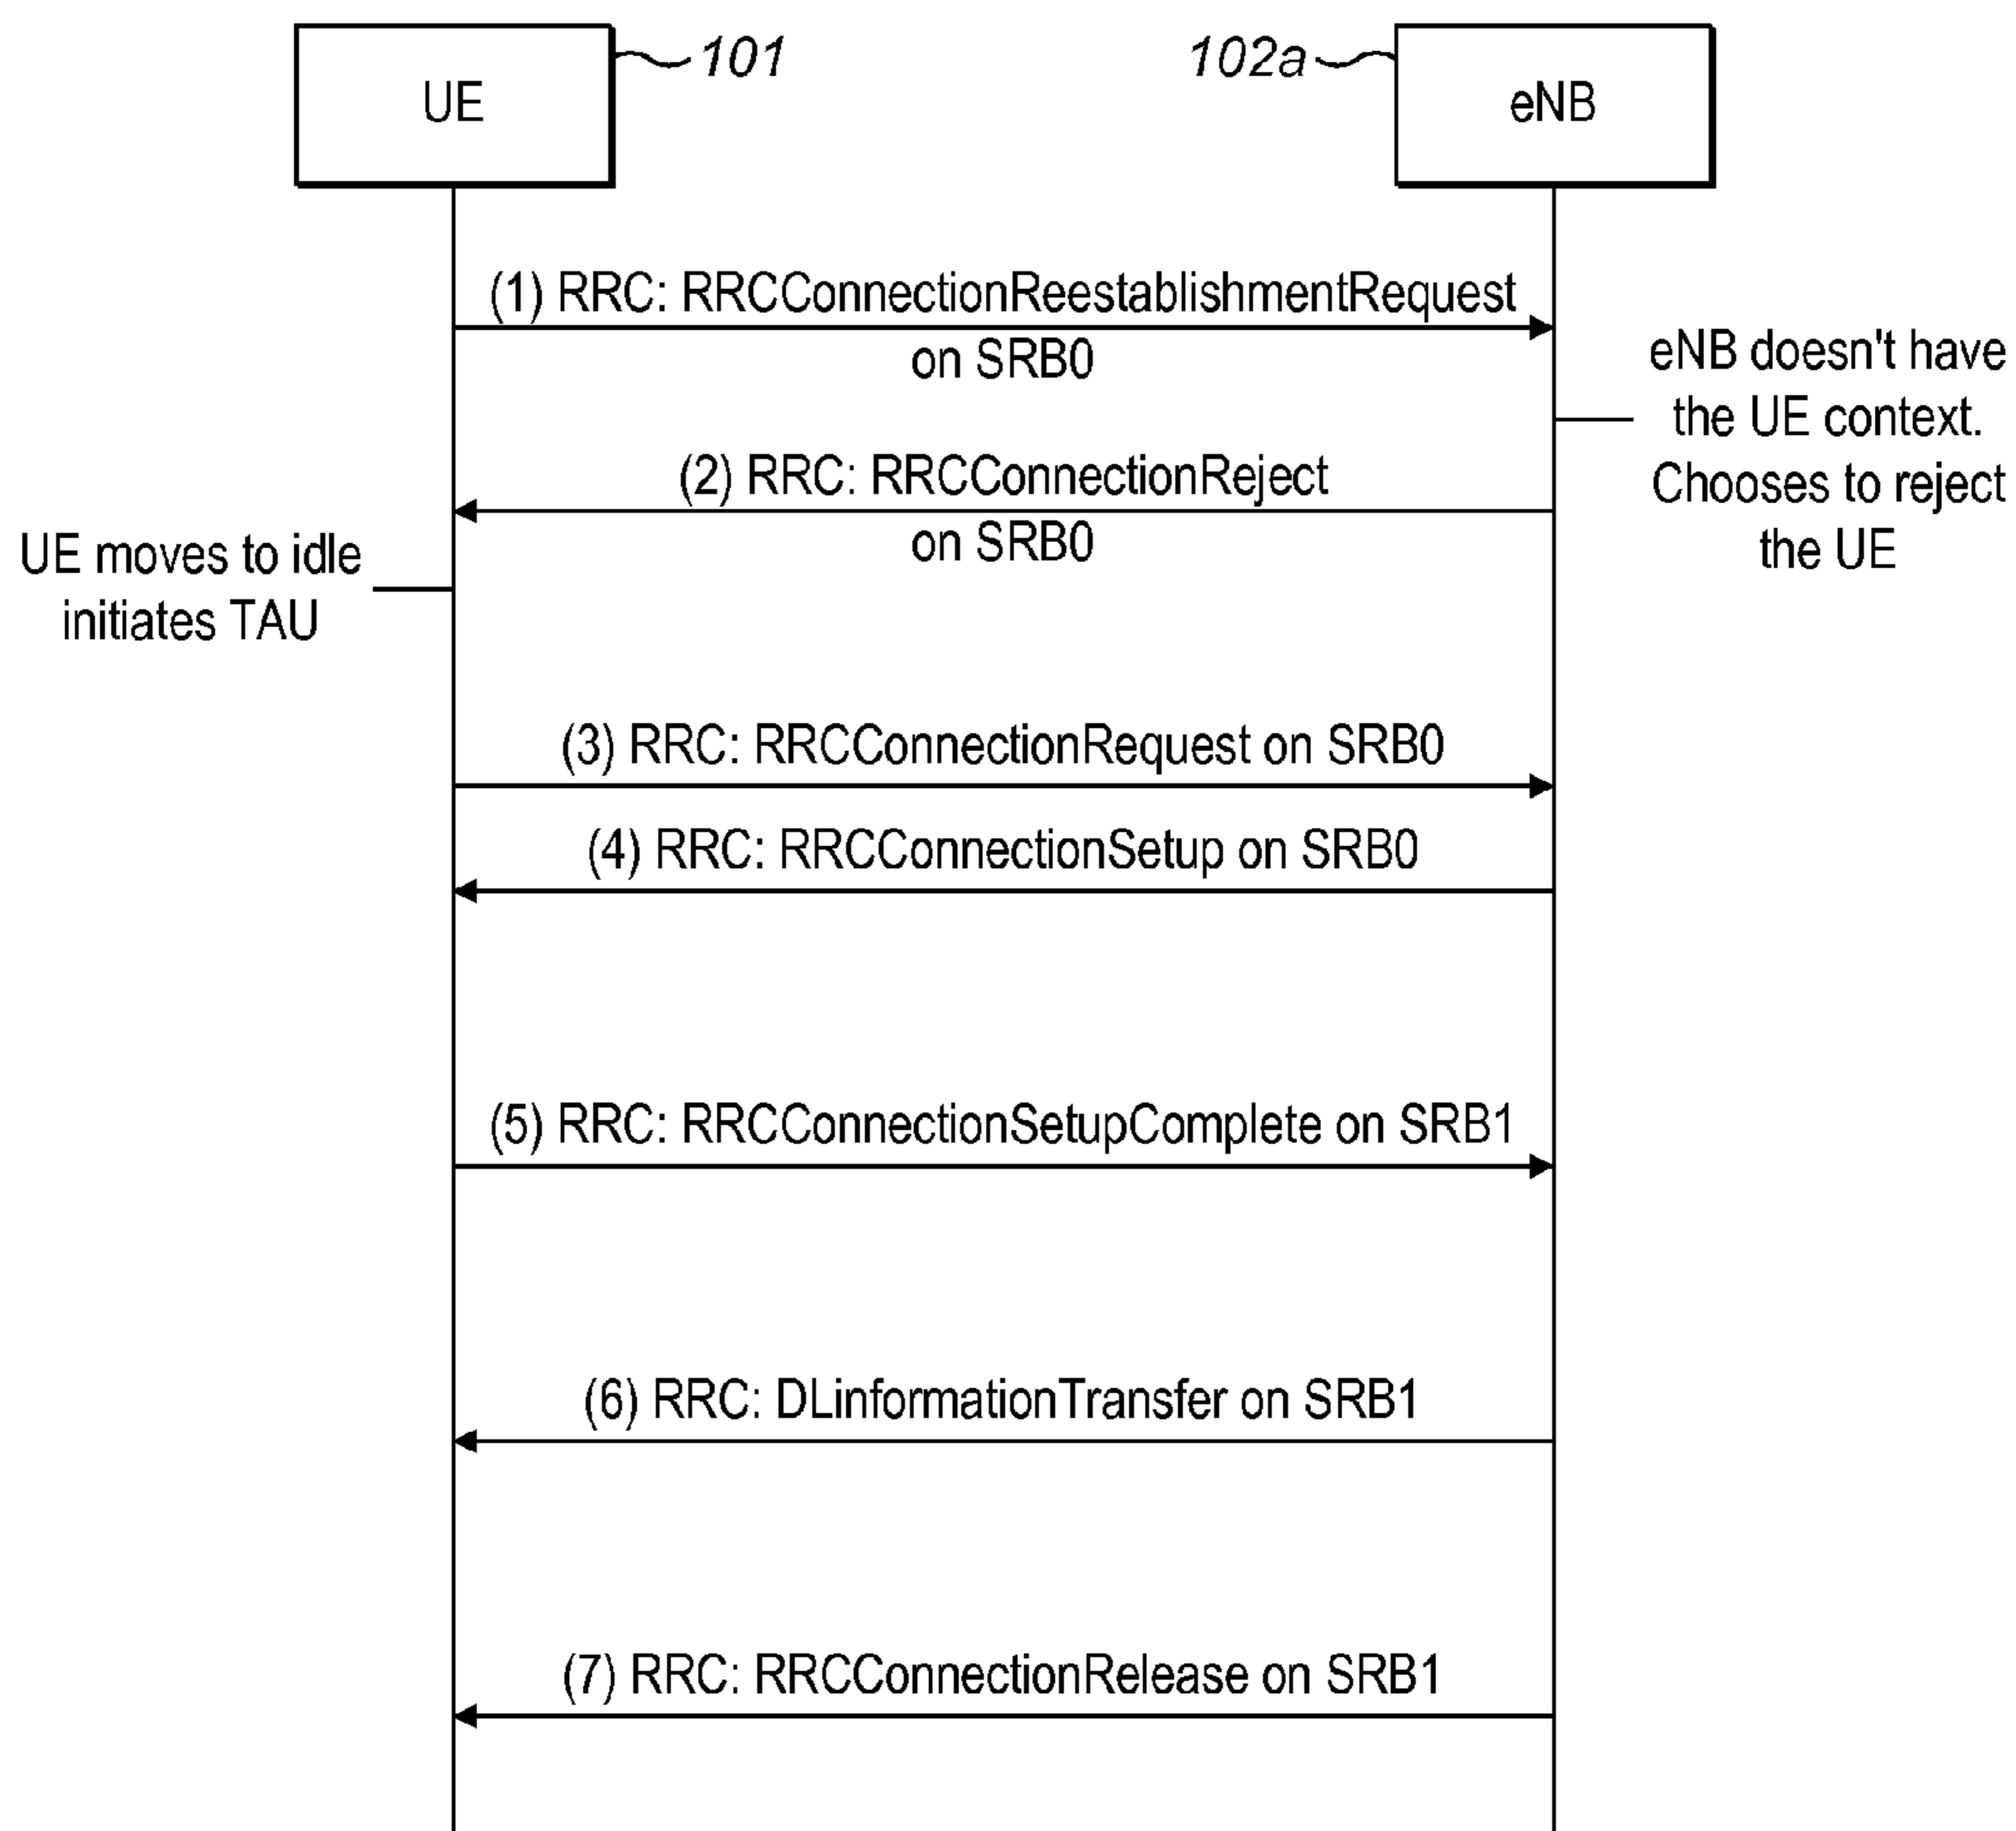 UE
101
102a
eNB
(1) RRC: RRCConnectionReestablishmentRequest
on SRB0
eNB doesn't have
the UE context.
Chooses to reject
the UE
(2) RRC: RRCConnectionReject
on SRB0
UE moves to idle
initiates TAU
(3) RRC: RRCConnectionRequest on SRB0
(4) RRC: RRCConnectionSetup on SRB0
(5) RRC: RRCConnectionSetupComplete on SRB1
(6) RRC: DLinformationTransfer on SRB1
(7) RRC: RRCConnectionRelease on SRB1